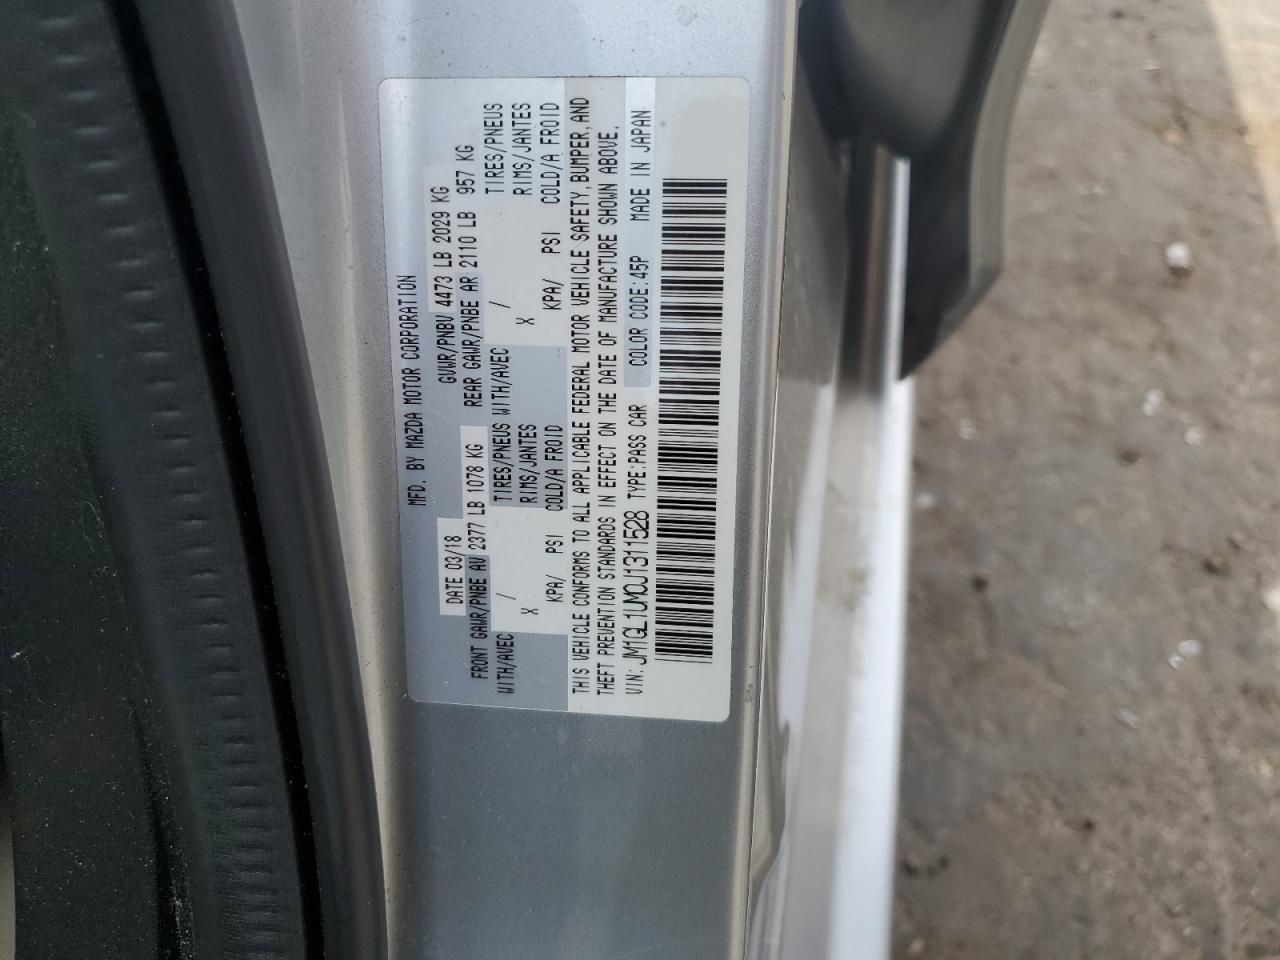 MFD. BY MAZDA MOTOR CORPORATION
DATE 03/18 GVWR/PNBV 4473 LB 2029 KG
FRONT GAWR/PNBE AV 2377 LB 1078 KG REAR GAWR/PNBE AR 2110 LB 957 KG
WITH/AVEC / TIRES/PNEUS WITH/AVEC / TIRES/PNEUS
X RIMS/JANTES X RIMS/JANTES
KPA/ PSI COLD/A FROID KPA/ PSI COLD/A FROID
THIS VEHICLE CONFORMS TO ALL APPLICABLE FEDERAL MOTOR VEHICLE SAFETY, BUMPER, AND
THEFT PREVENTION STANDARDS IN EFFECT ON THE DATE OF MANUFACTURE SHOWN ABOVE.
VIN: JM1GL1UM0J1311528 TYPE:PASS CAR COLOR CODE:45P MADE IN JAPAN